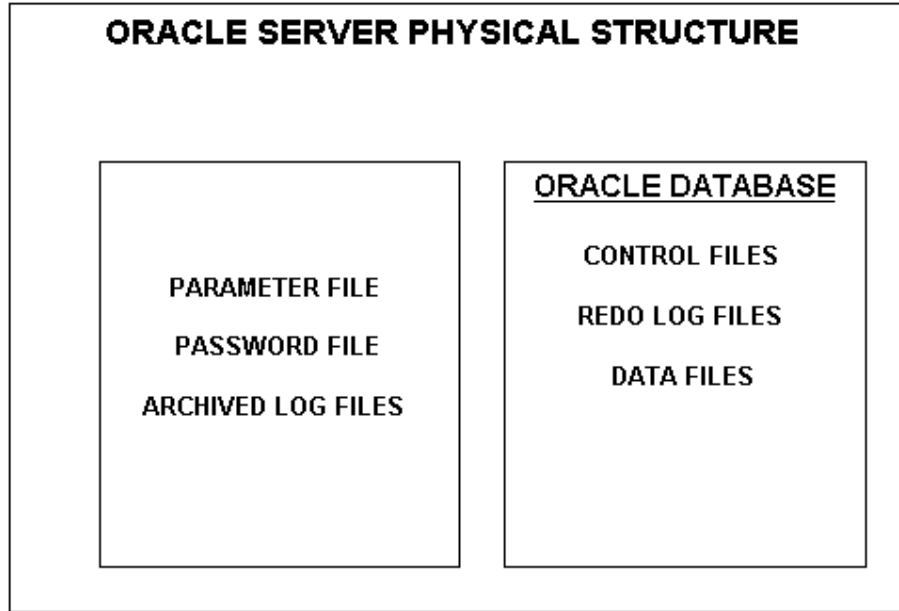 ORACLE SERVER PHYSICAL STRUCTURE
PARAMETER FILE
PASSWORD FILE
ARCHIVED LOG FILES
ORACLE DATABASE
CONTROL FILES
REDO LOG FILES
DATA FILES